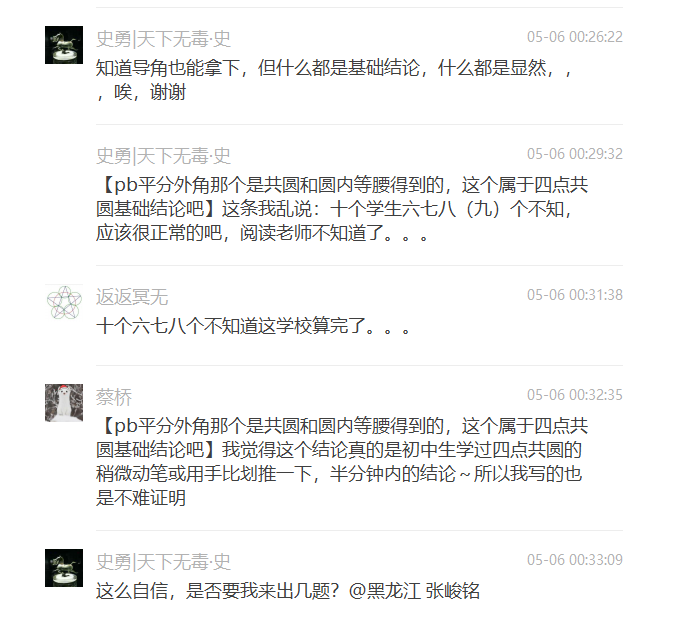 史勇|天下无毒·史 05-06 00:26:22
知道导角也能拿下，但什么都是基础结论，什么都是显然，，
，唉，谢谢
史勇|天下无毒·史 05-06 00:29:32
【pb平分外角那个是共圆和圆内等腰得到的，这个属于四点共
圆基础结论吧】这条我乱说：十个学生六七八（九）个不知，
应该很正常的吧，阅读老师不知道了。。。
返返冥无 05-06 00:31:38
十个六七八个不知道这学校算完了。。。
蔡桥 05-06 00:32:35
【pb平分外角那个是共圆和圆内等腰得到的，这个属于四点共
圆基础结论吧】我觉得这个结论真的是初中生学过四点共圆的
稍微动笔或用手比划推一下，半分钟内的结论～所以我写的也
是不难证明
史勇|天下无毒·史 05-06 00:33:09
这么自信，是否要我来出几题？@黑龙江 张峻铭